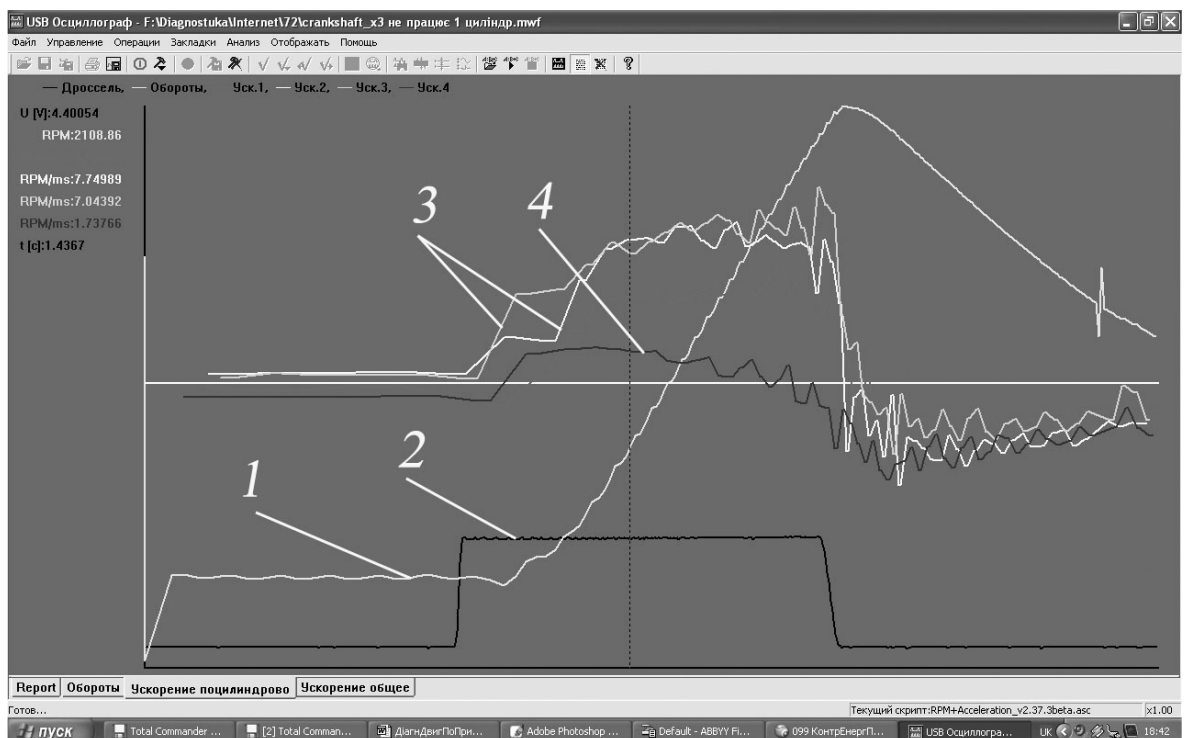 USB Осциллограф - F:\Diagnostuka\Internet\72\crankshaft_x3 не працює 1 циліндр.mwf
Файл Управление Операции Закладки Анализ Отображать Помощь
Дроссель, Обороты, Уск.1, Уск.2, Уск.3, Уск.4
U [V]:4.40054
RPM:2108.86
RPM/ms:7.74989
RPM/ms:7.04392
RPM/ms:1.73766
t [c]:1.4367
3
4
1
2
Report Обороты Ускорение поцилиндрово Ускорение общее
Готов... Текущий скрипт:RPM+Acceleration_v2.37.3beta.asc x1.00
пуск Total Commander ... [2] Total Comman... ДіагнДвигПоПри... Adobe Photoshop ... Default - ABBYY Fi... 099 КонтрЕнергП... USB Осциллогра... UK 18:42